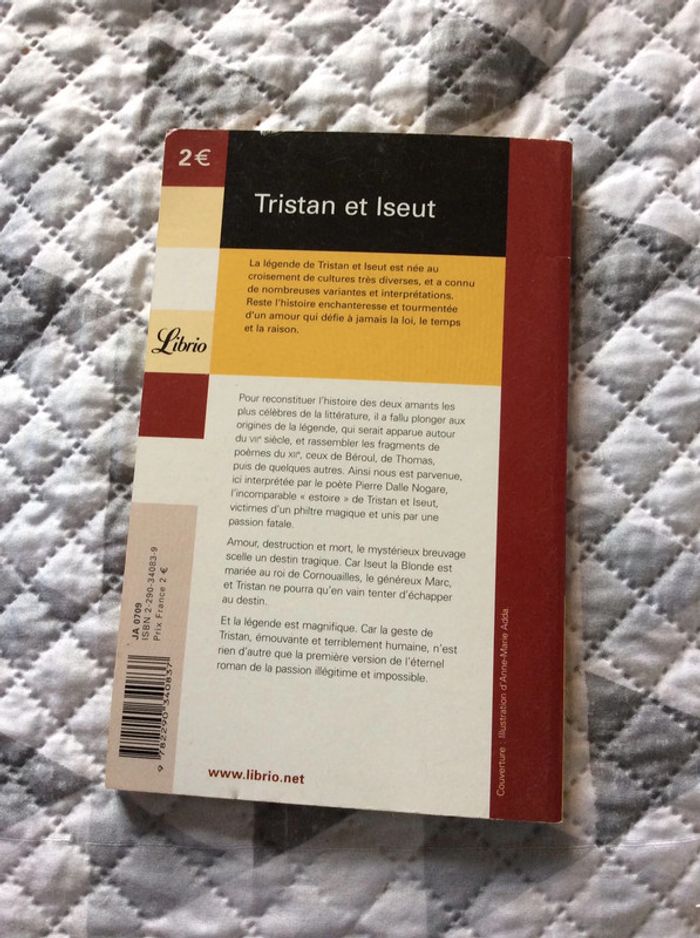 2€
Tristan et Iseut
La légende de Tristan et Iseut est née au
croisement de cultures très diverses, et a connu
de nombreuses variantes et interprétations.
Reste l'histoire enchanteresse et tourmentée
d'un amour qui défie à jamais la loi, le temps
et la raison.
Librio
Pour reconstituer l'histoire des deux amants les
plus célèbres de la littérature, il a fallu plonger aux
origines de la légende, qui serait apparue autour
du VIIe siècle, et rassembler les fragments de
poèmes du XIIe, ceux de Béroul, de Thomas,
puis de quelques autres. Ainsi nous est parvenue,
ici interprétée par le poète Pierre Dalle Nogare,
l'incomparable « estoire » de Tristan et Iseut,
victimes d'un philtre magique et unis par une
passion fatale.
Amour, destruction et mort, le mystérieux breuvage
scelle un destin tragique. Car Iseut la Blonde est
mariée au roi de Cornouailles, le généreux Marc,
et Tristan ne pourra qu'en vain tenter d'échapper
au destin.
Et la légende est magnifique. Car la geste de
Tristan, émouvante et terriblement humaine, n'est
rien d'autre que la première version de l'éternel
roman de la passion illégitime et impossible.
JA 0709
ISBN 2-290-34083-9
Prix France 2 €
9 782290 340837
www.librio.net
Couverture : Illustration d'Anne-Marie Adda